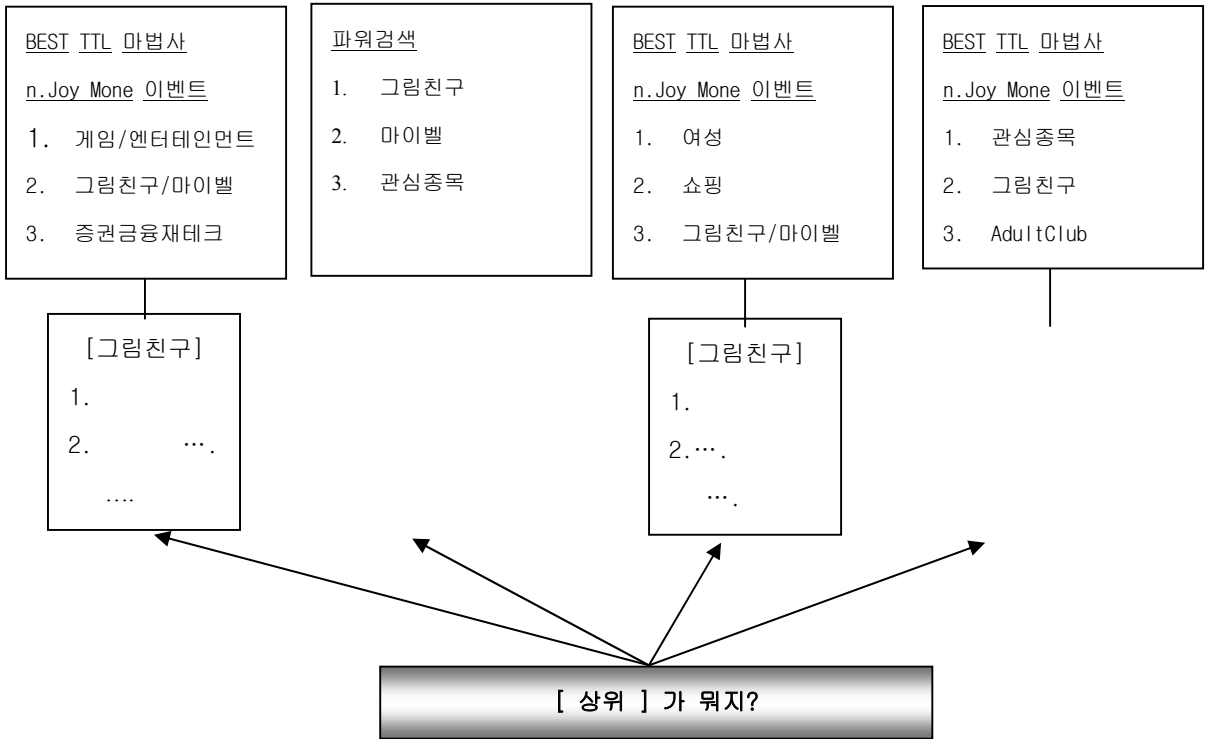 BEST TTL 마법사
n.Joy Mone 이벤트
1. 게임/엔터테인먼트
2. 그림친구/마이벨
3. 증권금융재테크
파워검색
1. 그림친구
2. 마이벨
3. 관심종목
BEST TTL 마법사
n.Joy Mone 이벤트
1. 여성
2. 쇼핑
3. 그림친구/마이벨
BEST TTL 마법사
n.Joy Mone 이벤트
1. 관심종목
2. 그림친구
3. AdultClub
[그림친구]
1.
2. ….
….
[그림친구]
1.
2.….
….
[ 상위 ] 가 뭐지?